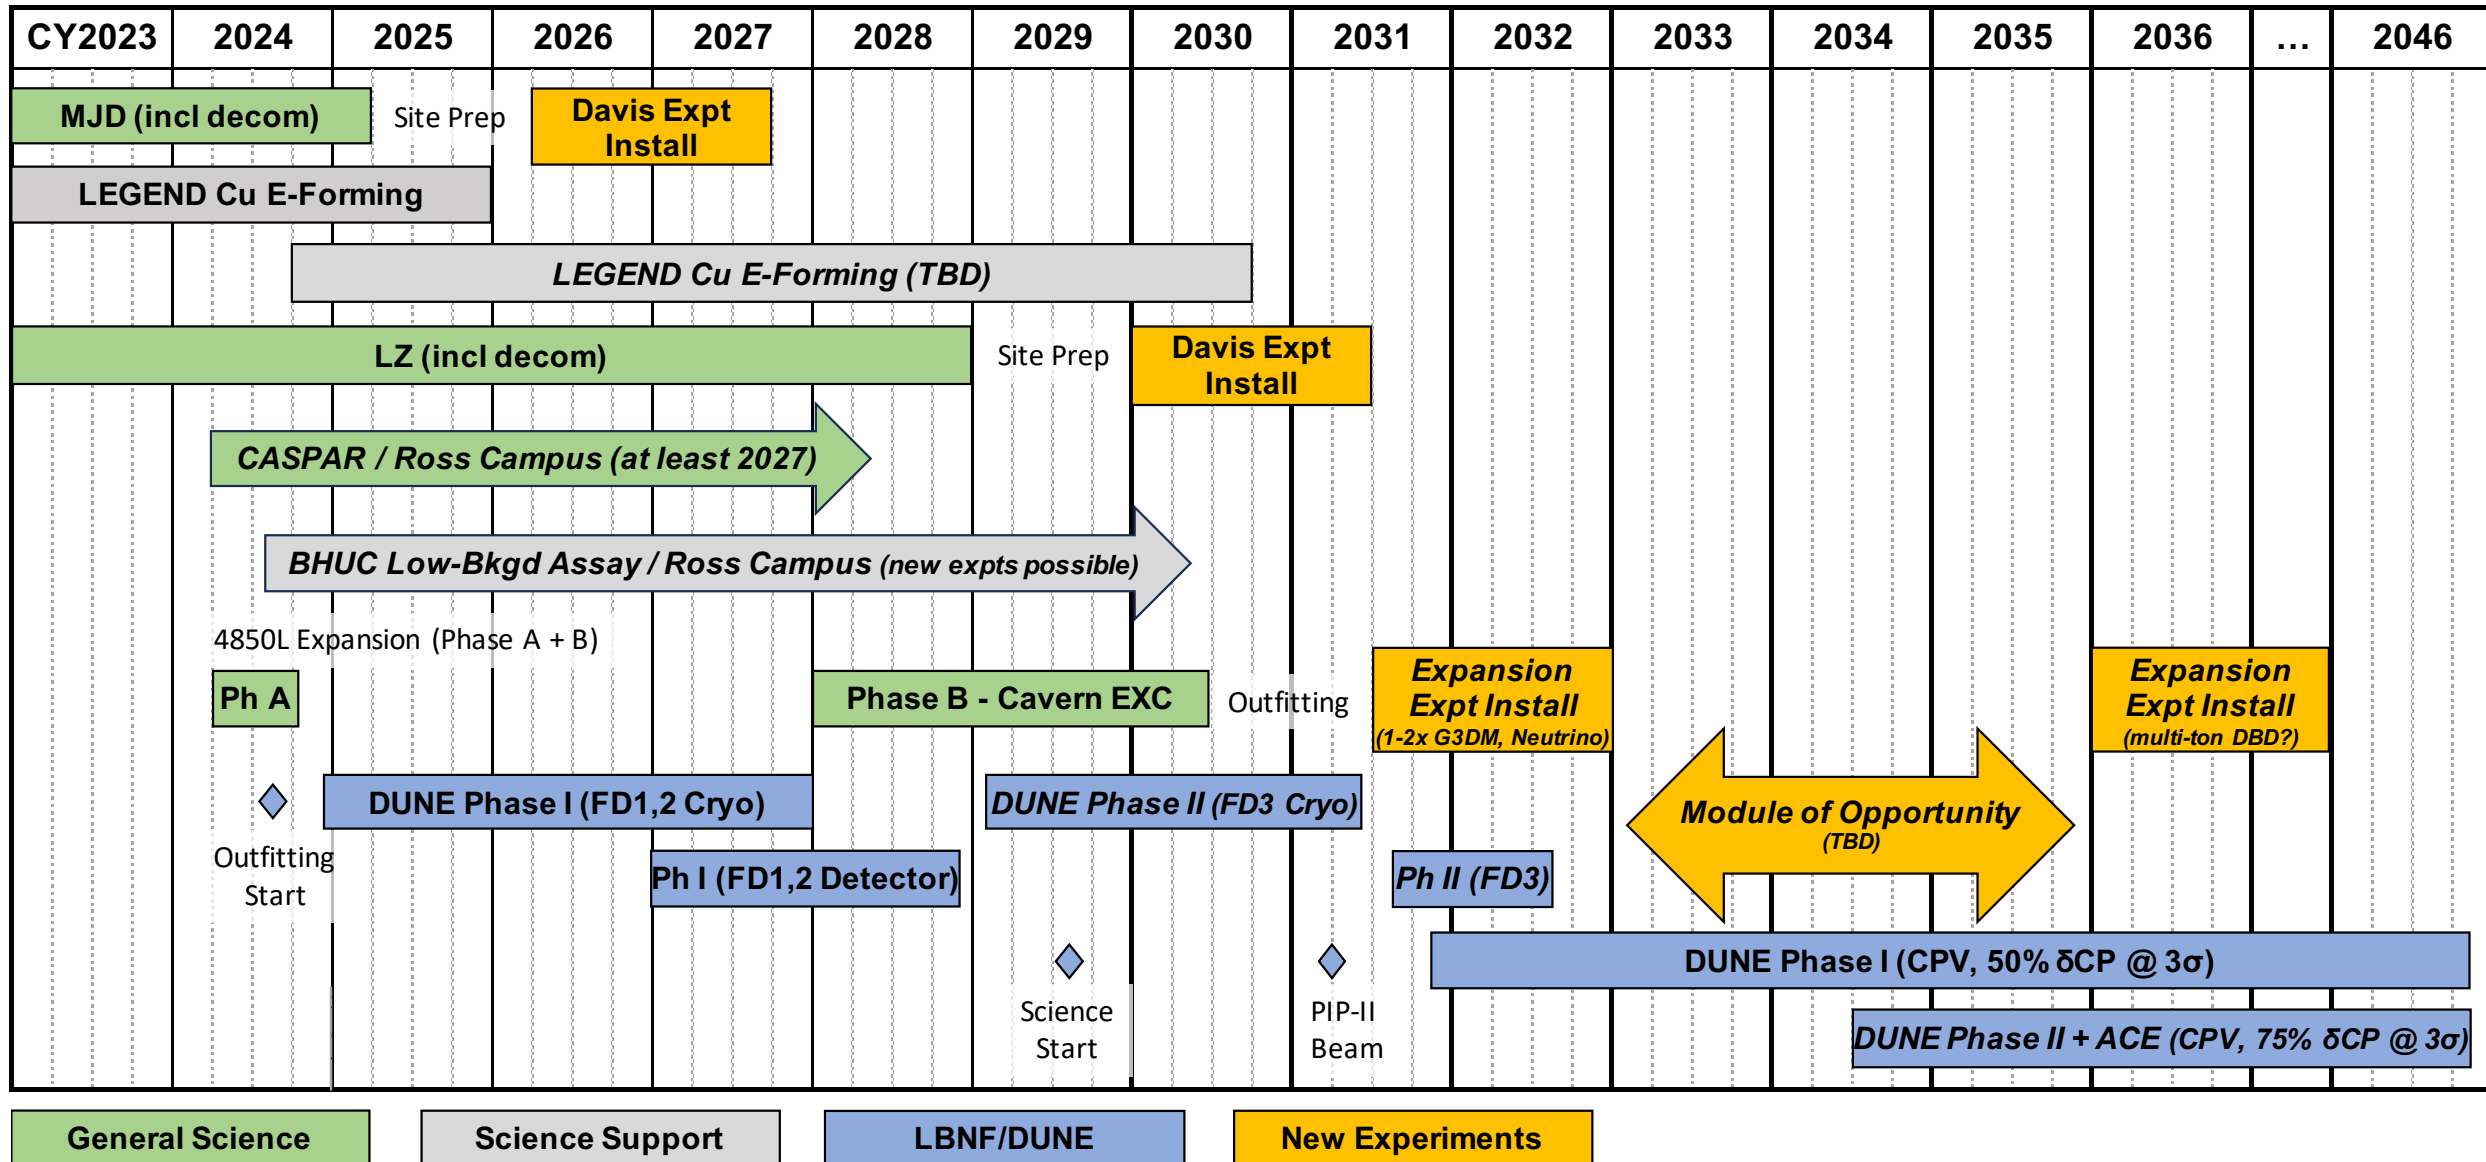 CY2023 2024 2025 2026 2027 2028 2029 2030 2031 2032 2033 2034 2035 2036 ... 2046
MJD (incl decom)
Site Prep
Davis Expt
Install
LEGEND Cu E-Forming
LEGEND Cu E-Forming (TBD)
LZ (incl decom)
Site Prep
Davis Expt
Install
CASPAR / Ross Campus (at least 2027)
BHUC Low-Bkgd Assay / Ross Campus (new expts possible)
4850L Expansion (Phase A + B)
Ph A
Phase B - Cavern EXC
Outfitting
Expansion
Expt Install
(1-2x G3DM, Neutrino)
Expansion
Expt Install
(multi-ton DBD?)
DUNE Phase I (FD1,2 Cryo)
DUNE Phase II (FD3 Cryo)
Module of Opportunity
(TBD)
Outfitting
Start
Ph I (FD1,2 Detector)
Ph II (FD3)
DUNE Phase I (CPV, 50% δCP @ 3σ)
Science
Start
PIP-II
Beam
DUNE Phase II + ACE (CPV, 75% δCP @ 3σ)
General Science
Science Support
LBNF/DUNE
New Experiments